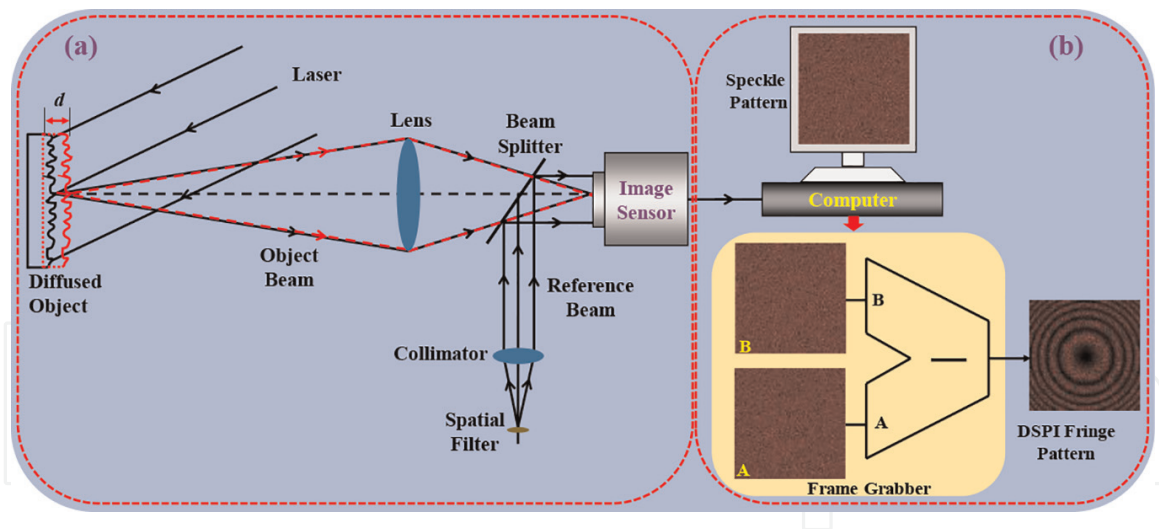 (a)
Laser
d
Lens
Beam
Splitter
Image
Sensor
Object
Beam
Diffused
Object
Reference
Beam
Collimator
Spatial
Filter
(b)
Speckle
Pattern
Computer
B
B
A
A
Frame Grabber
DSPI Fringe
Pattern